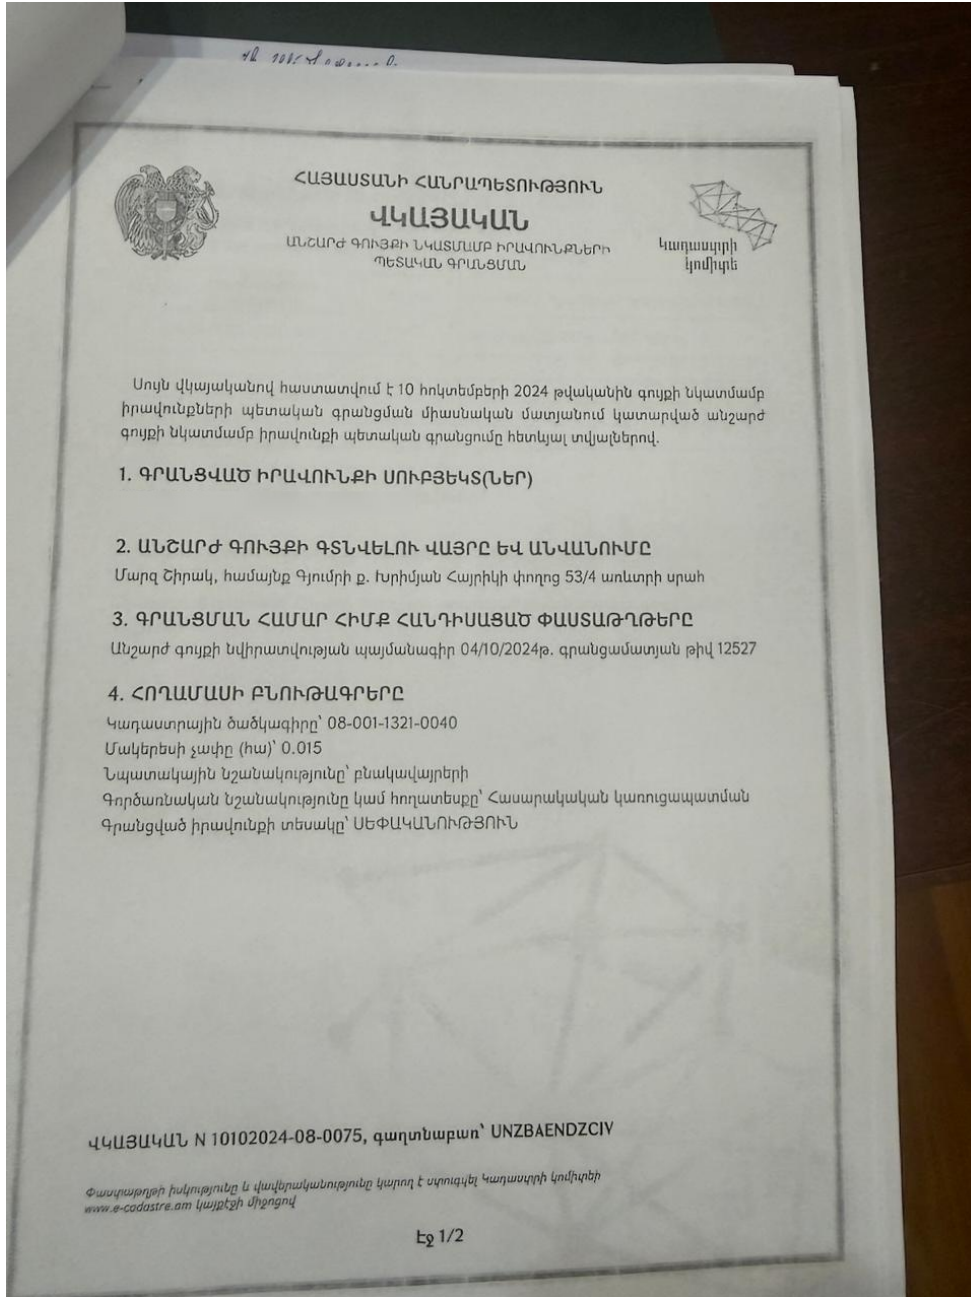 ՀԱՅԱՍՏԱՆԻ ՀԱՆՐԱՊԵՏՈՒԹՅՈՒՆ
ՎԿԱՅԱԿԱՆ
ԱՆՇԱՐԺ ԳՈՒՅՔԻ ՆԿԱՏՄԱՄԲ ԻՐԱՎՈՒՆՔՆԵՐԻ
ՊԵՏԱԿԱՆ ԳՐԱՆՑՄԱՆ
Կադաստրի
կոմիտե
Սույն վկայականով հաստատվում է 10 հոկտեմբերի 2024 թվականին գույքի նկատմամբ
իրավունքների պետական գրանցման միասնական մատյանում կատարված անշարժ
գույքի նկատմամբ իրավունքի պետական գրանցումը հետևյալ տվյալներով.
1. ԳՐԱՆՑՎԱԾ ԻՐԱՎՈՒՆՔԻ ՍՈՒԲՅԵԿՏ(ՆԵՐ)
2. ԱՆՇԱՐԺ ԳՈՒՅՔԻ ԳՏՆՎԵԼՈՒ ՎԱՅՐԸ ԵՎ ԱՆՎԱՆՈՒՄԸ
Մարզ Շիրակ, համայնք Գյումրի ք. Խրիմյան Հայրիկի փողոց 53/4 առևտրի սրահ
3. ԳՐԱՆՑՄԱՆ ՀԱՄԱՐ ՀԻՄՔ ՀԱՆԴԻՍԱՑԱԾ ՓԱՍՏԱԹՂԹԵՐԸ
Անշարժ գույքի նվիրատվության պայմանագիր 04/10/2024թ. գրանցամատյան թիվ 12527
4. ՀՈՂԱՄԱՍԻ ԲՆՈՒԹԱԳՐԵՐԸ
Կադաստրային ծածկագիրը՝ 08-001-1321-0040
Մակերեսի չափը (հա)՝ 0.015
Նպատակային նշանակությունը՝ բնակավայրերի
Գործառնական նշանակությունը կամ հողատեսքը՝ Հասարակական կառուցապատման
Գրանցված իրավունքի տեսակը՝ ՍԵՓԱԿԱՆՈՒԹՅՈՒՆ
ՎԿԱՅԱԿԱՆ N 10102024-08-0075, գաղտնաբառ՝ UNZBAENDZCIV
Փաստաթղթի իսկությունը և վավերականությունը կարող է ստուգվել Կադաստրի կոմիտեի
www.e-cadastre.am կայքէջի միջոցով
Էջ 1/2